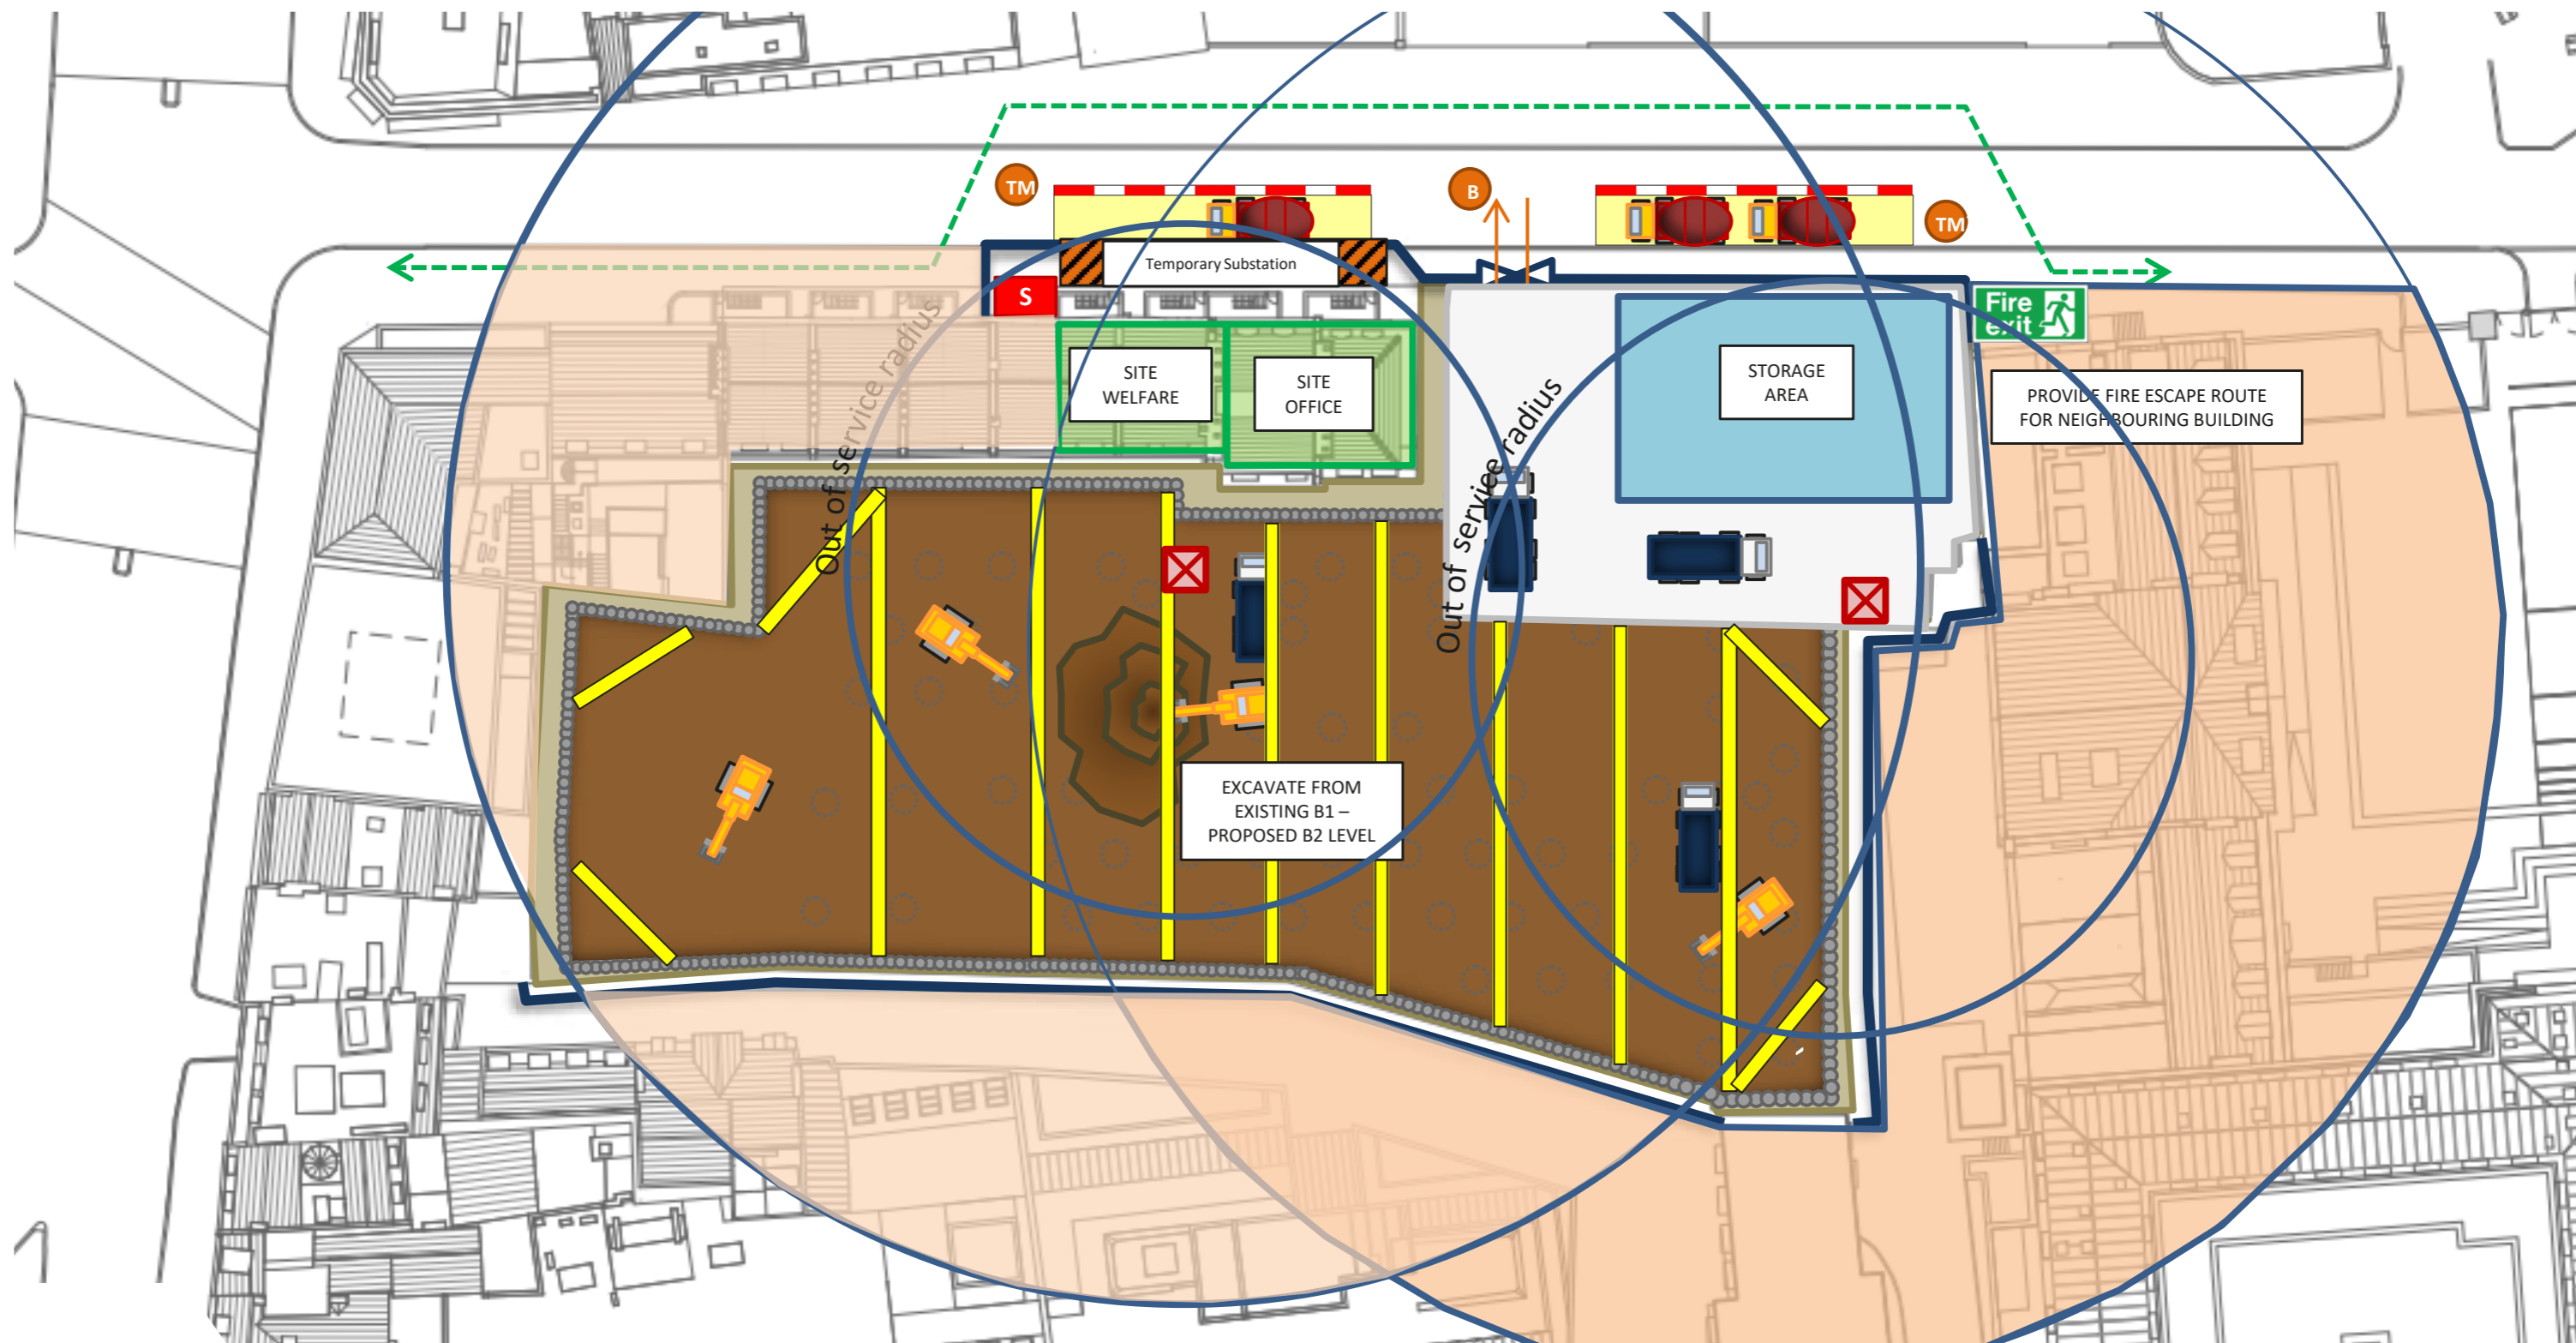 TM
B
TM
Temporary Substation
S
Fire
exit
SITE
WELFARE
SITE
OFFICE
STORAGE
AREA
PROVIDE FIRE ESCAPE ROUTE
FOR NEIGHBOURING BUILDING
Out of service radius
Out of service radius
EXCAVATE FROM
EXISTING B1 –
PROPOSED B2 LEVEL